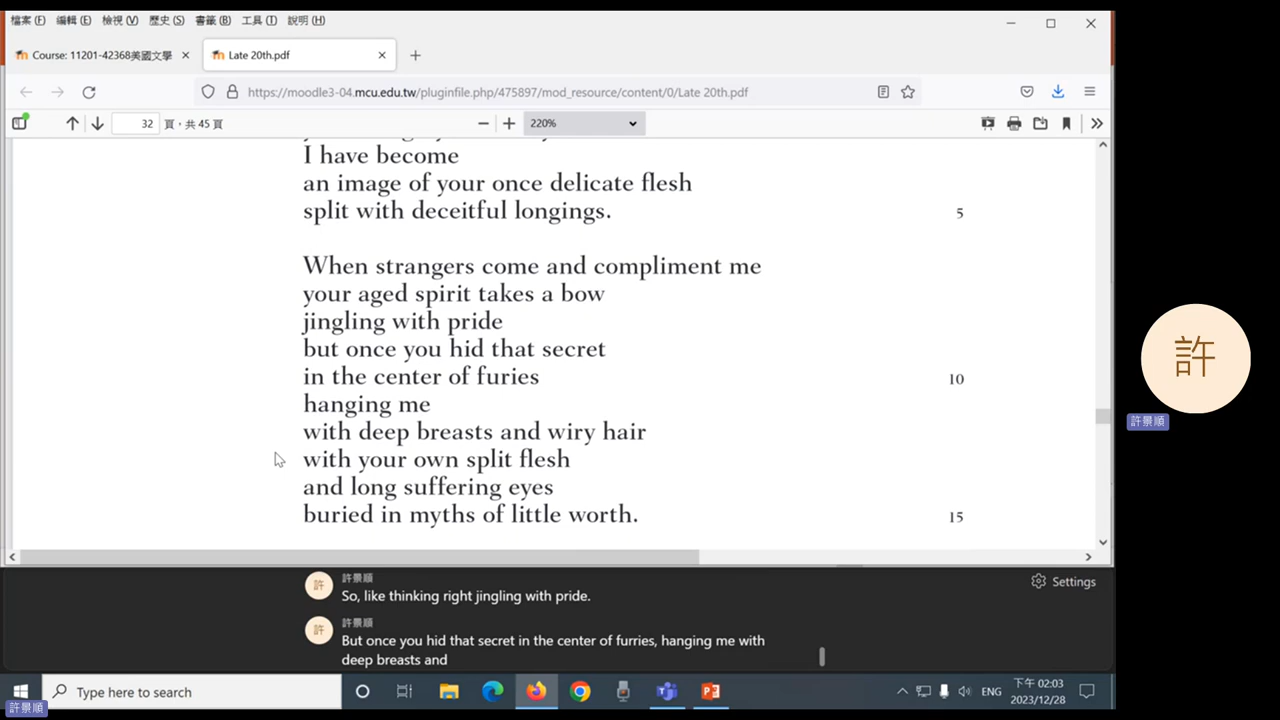 檔案(F) 編輯(E) 檢視(V) 歷史(S) 書籤(B) 工具(T) 說明(H)
Course: 11201-42368美國文學
Late 20th.pdf
https://moodle3-04.mcu.edu.tw/pluginfile.php/475897/mod_resource/content/0/Late 20th.pdf
32 頁，共 45 頁
220%
I have become
an image of your once delicate flesh
split with deceitful longings. 5
When strangers come and compliment me
your aged spirit takes a bow
jingling with pride
but once you hid that secret
in the center of furies 10
hanging me
with deep breasts and wiry hair
with your own split flesh
and long suffering eyes
buried in myths of little worth. 15
許
許景順
許 許景順
So, like thinking right jingling with pride.
Settings
許 許景順
But once you hid that secret in the center of furries, hanging me with
deep breasts and
Type here to search
ENG
下午 02:03
2023/12/28
許景順